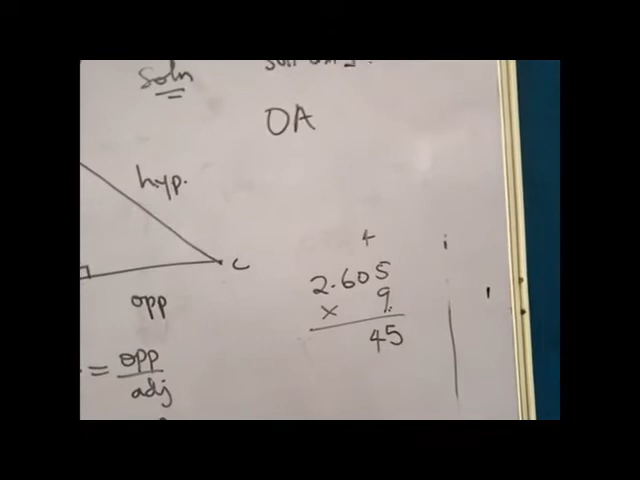 Soln
OA
hyp.
C
opp
= opp
adj
4
2.605
× 9
45